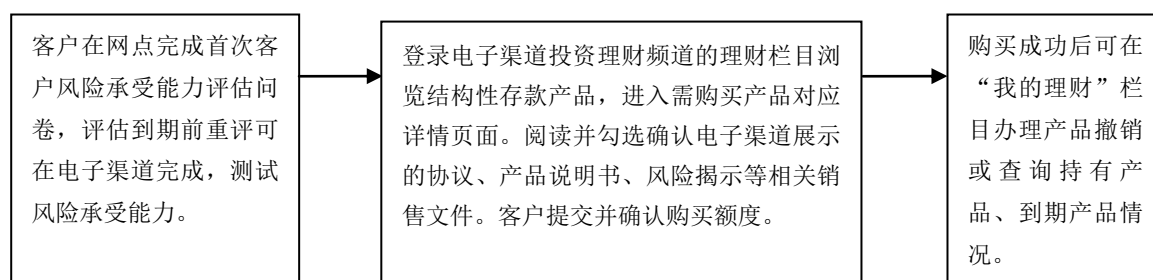 客户在网点完成首次客
户风险承受能力评估问
卷，评估到期前重评可
在电子渠道完成，测试
风险承受能力。
登录电子渠道投资理财频道的理财栏目浏
览结构性存款产品，进入需购买产品对应
详情页面。阅读并勾选确认电子渠道展示
的协议、产品说明书、风险揭示等相关销
售文件。客户提交并确认购买额度。
购买成功后可在
“我的理财”栏
目办理产品撤销
或查询持有产
品、到期产品情
况。